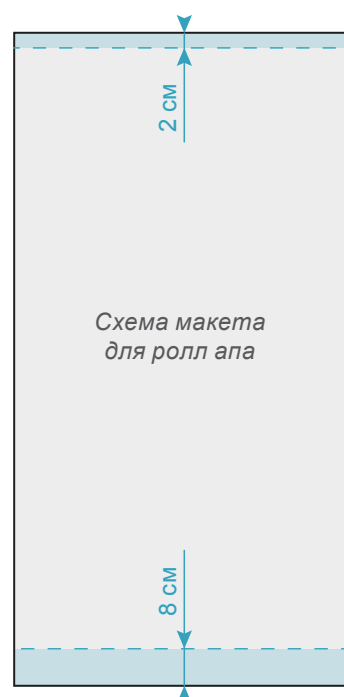 2 см
Схема макета
для ролл апа
8 см